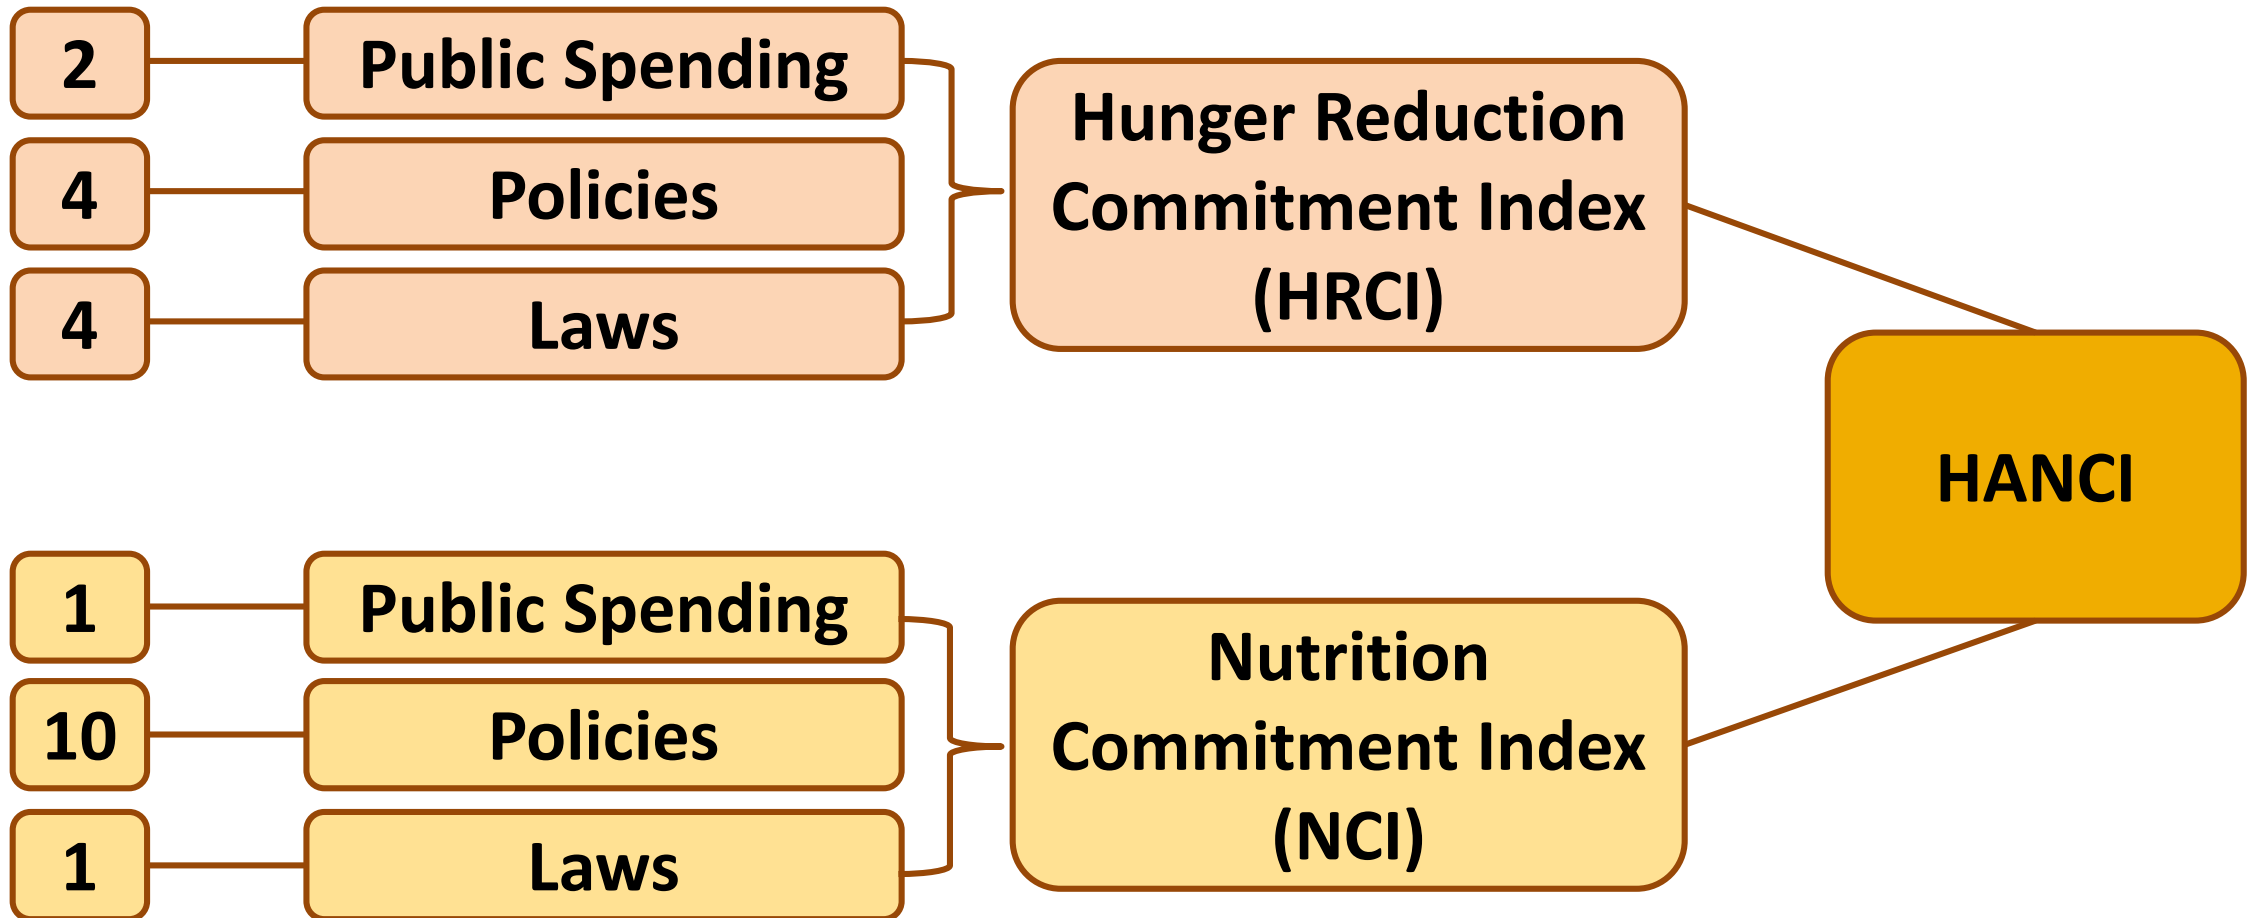 2
Public Spending
4
Policies
4
Laws
Hunger Reduction
Commitment Index
(HRCI)
HANCI
1
Public Spending
10
Policies
1
Laws
Nutrition
Commitment Index
(NCI)